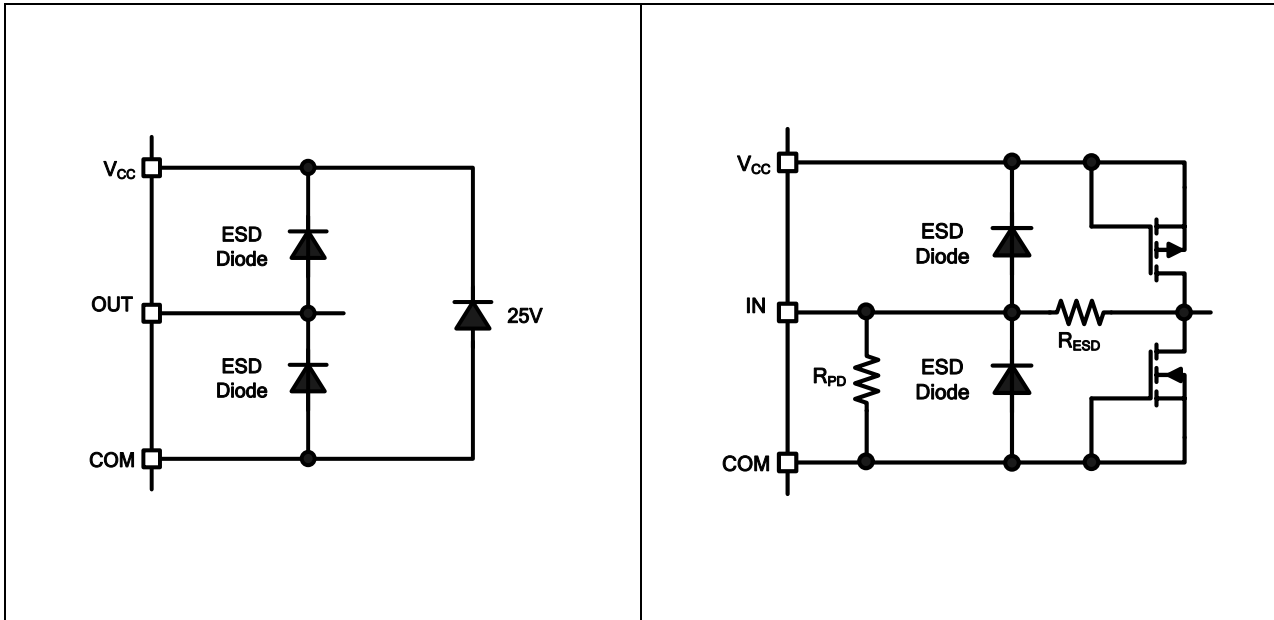 VCC
ESD
Diode
OUT
25V
ESD
Diode
COM
VCC
ESD
Diode
IN
RESD
RPD
ESD
Diode
COM